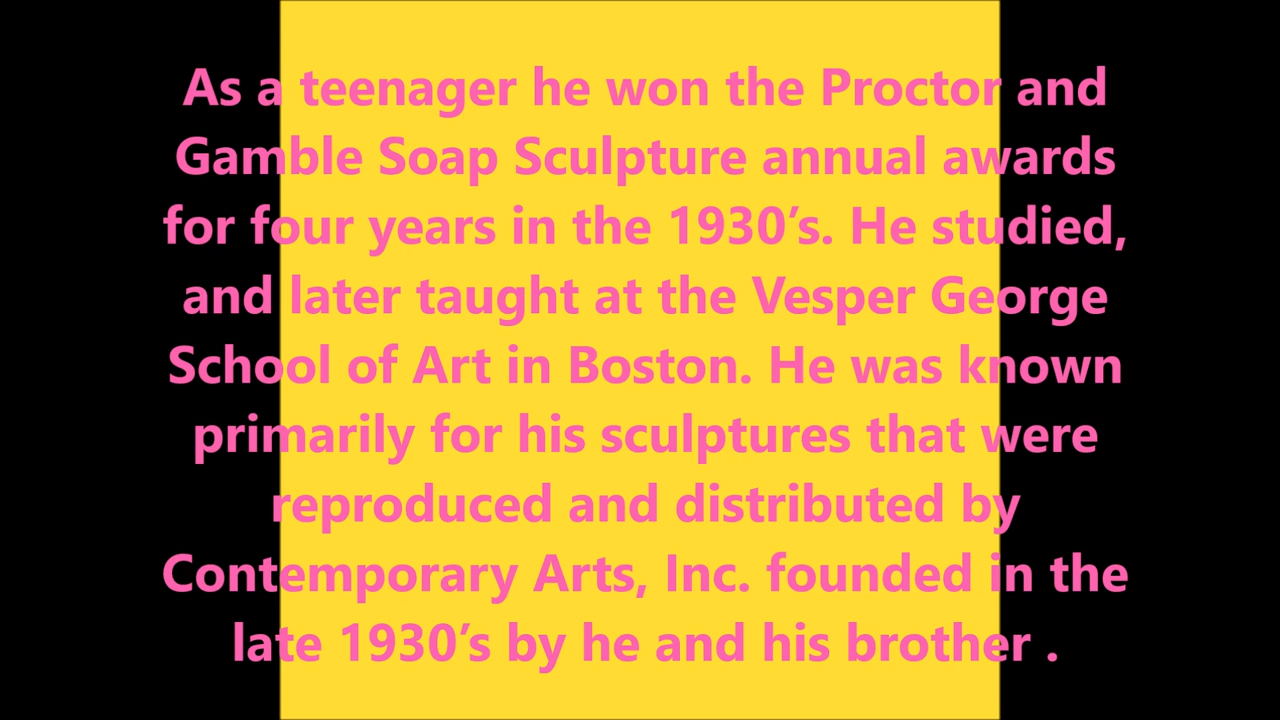 As a teenager he won the Proctor and
Gamble Soap Sculpture annual awards
for four years in the 1930’s. He studied,
and later taught at the Vesper George
School of Art in Boston. He was known
primarily for his sculptures that were
reproduced and distributed by
Contemporary Arts, Inc. founded in the
late 1930’s by he and his brother .